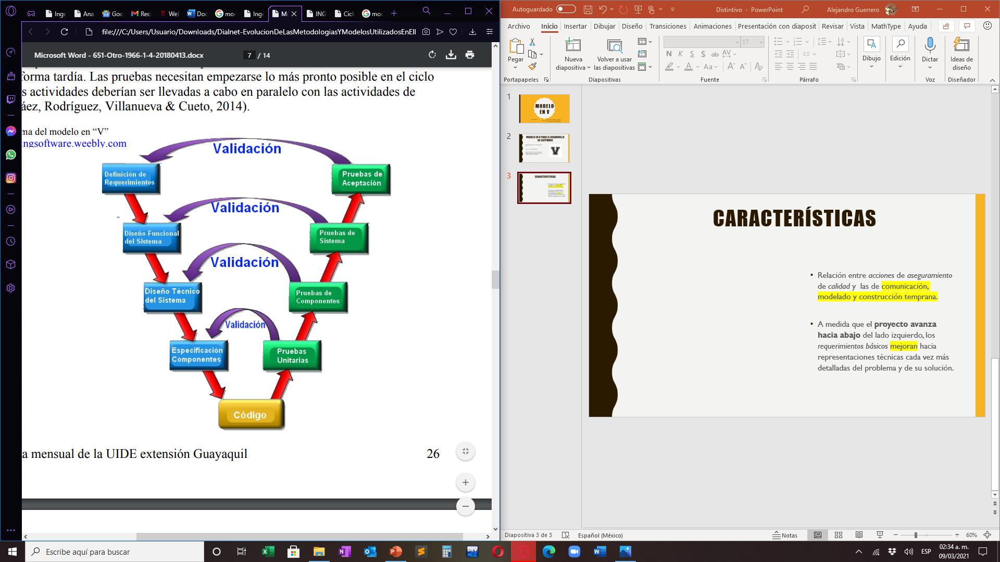 Inge
Ana
Goo
Reci
Web
Doc
moc
Inge
Mi
ING
Cicl
moc
file:///C:/Users/Usuario/Downloads/Dialnet-EvolucionDeLasMetodologiasYModelosUtilizadosEnEll
Microsoft Word - 651-Otro-1966-1-4-20180413.docx
7 / 14
forma tardía. Las pruebas necesitan empezarse lo más pronto posible en el ciclo
s actividades deberían ser llevadas a cabo en paralelo con las actividades de
áez, Rodríguez, Villanueva & Cueto, 2014).
ma del modelo en “V”
ingsoftware.weebly.com
Validación
Definición de
Requerimientos
Pruebas de
Aceptación
Validación
Diseño Funcional
del Sistema
Pruebas de
Sistema
Validación
Diseño Técnico
del Sistema
Pruebas de
Componentes
Validación
Especificación
Componentes
Pruebas
Unitarias
Código
a mensual de la UIDE extensión Guayaquil
26
Autoguardado
Distintivo - PowerPoint
Alejandro Guerrero
Archivo
Inicio
Insertar
Dibujar
Diseño
Transiciones
Animaciones
Presentación con diaposit
Revisar
Vista
MathType
Ayuda
Pegar
Nueva
diapositiva
Volver a usar
las diapositivas
17
N K S S ab AV
A Aa A A
Dibujo
Edición
Dictar
Ideas de
diseño
Portapapeles
Diapositivas
Fuente
Párrafo
Voz
Diseñador
1
MODELO
EN V
2
MODELO EN V PARA EL DESARROLLO
DE SOFTWARE
V
3
CARACTERÍSTICAS
CARACTERÍSTICAS
• Relación entre acciones de aseguramiento
de calidad y las de comunicación,
modelado y construcción temprana.
• A medida que el proyecto avanza
hacia abajo del lado izquierdo, los
requerimientos básicos mejoran hacia
representaciones técnicas cada vez más
detalladas del problema y de su solución.
Diapositiva 3 de 3
Español (México)
Notas
60%
Escribe aquí para buscar
DEV
ESP
02:34 a. m.
09/03/2021